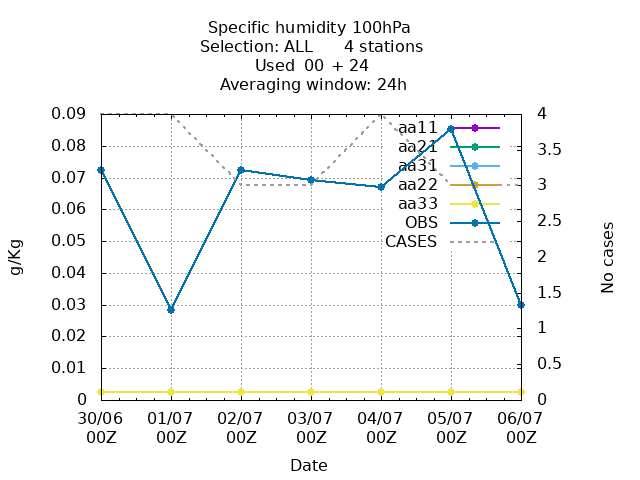 Specific humidity 100hPa
Selection: ALL 4 stations
Used 00 + 24
Averaging window: 24h
0.09
0.08
0.07
0.06
0.05
0.04
0.03
0.02
0.01
0
4
3.5
3
2.5
2
1.5
1
0.5
0
g/Kg
No cases
aa11
aa21
aa31
aa22
aa33
OBS
CASES
30/06 01/07 02/07 03/07 04/07 05/07 06/07
00Z 00Z 00Z 00Z 00Z 00Z 00Z
Date